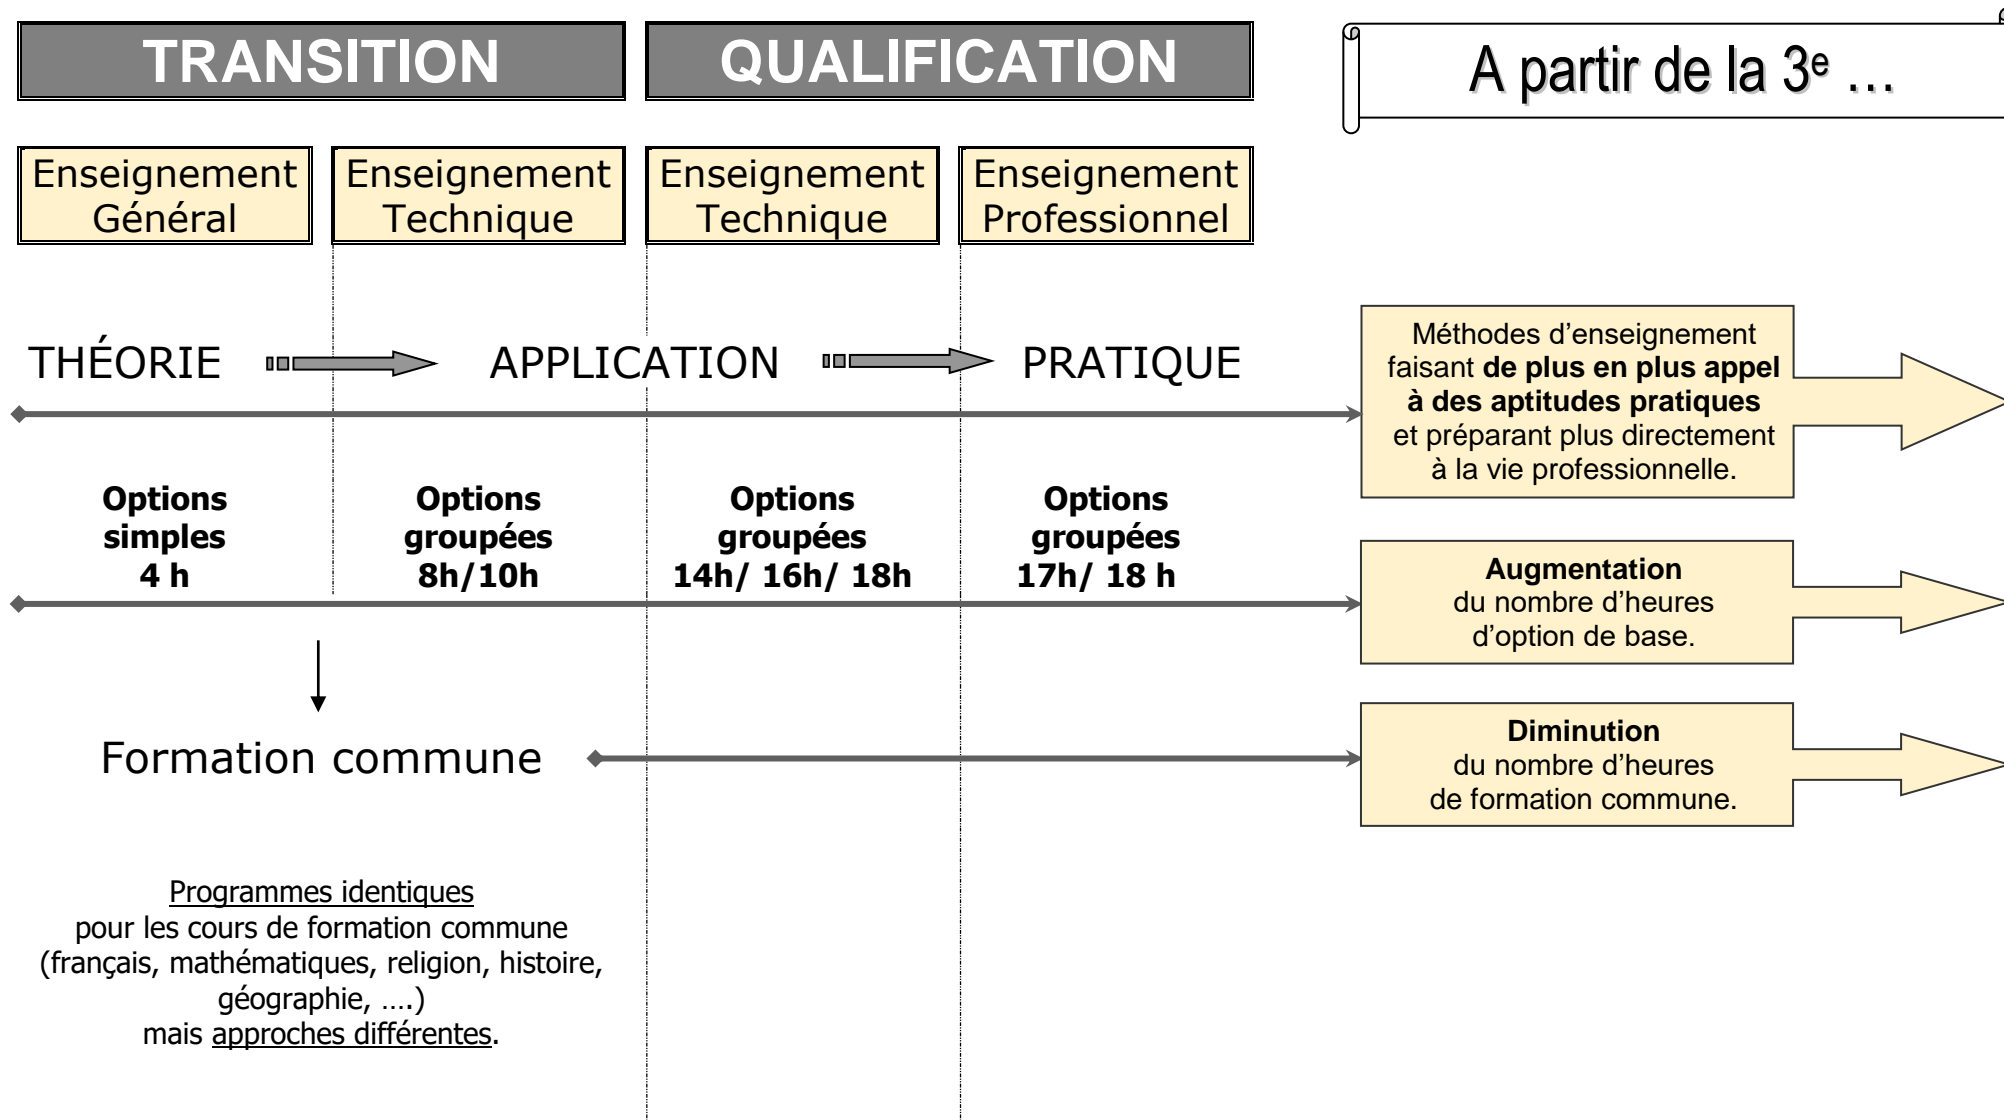 TRANSITION
QUALIFICATION
A partir de la 3e …
Enseignement
Général
Enseignement
Technique
Enseignement
Technique
Enseignement
Professionnel
THÉORIE
APPLICATION
PRATIQUE
Méthodes d’enseignement
faisant de plus en plus appel
à des aptitudes pratiques
et préparant plus directement
à la vie professionnelle.
Options
simples
4 h
Options
groupées
8h/10h
Options
groupées
14h/ 16h/ 18h
Options
groupées
17h/ 18 h
Augmentation
du nombre d’heures
d’option de base.
Formation commune
Diminution
du nombre d’heures
de formation commune.
Programmes identiques
pour les cours de formation commune
(français, mathématiques, religion, histoire,
géographie, ….)
mais approches différentes.